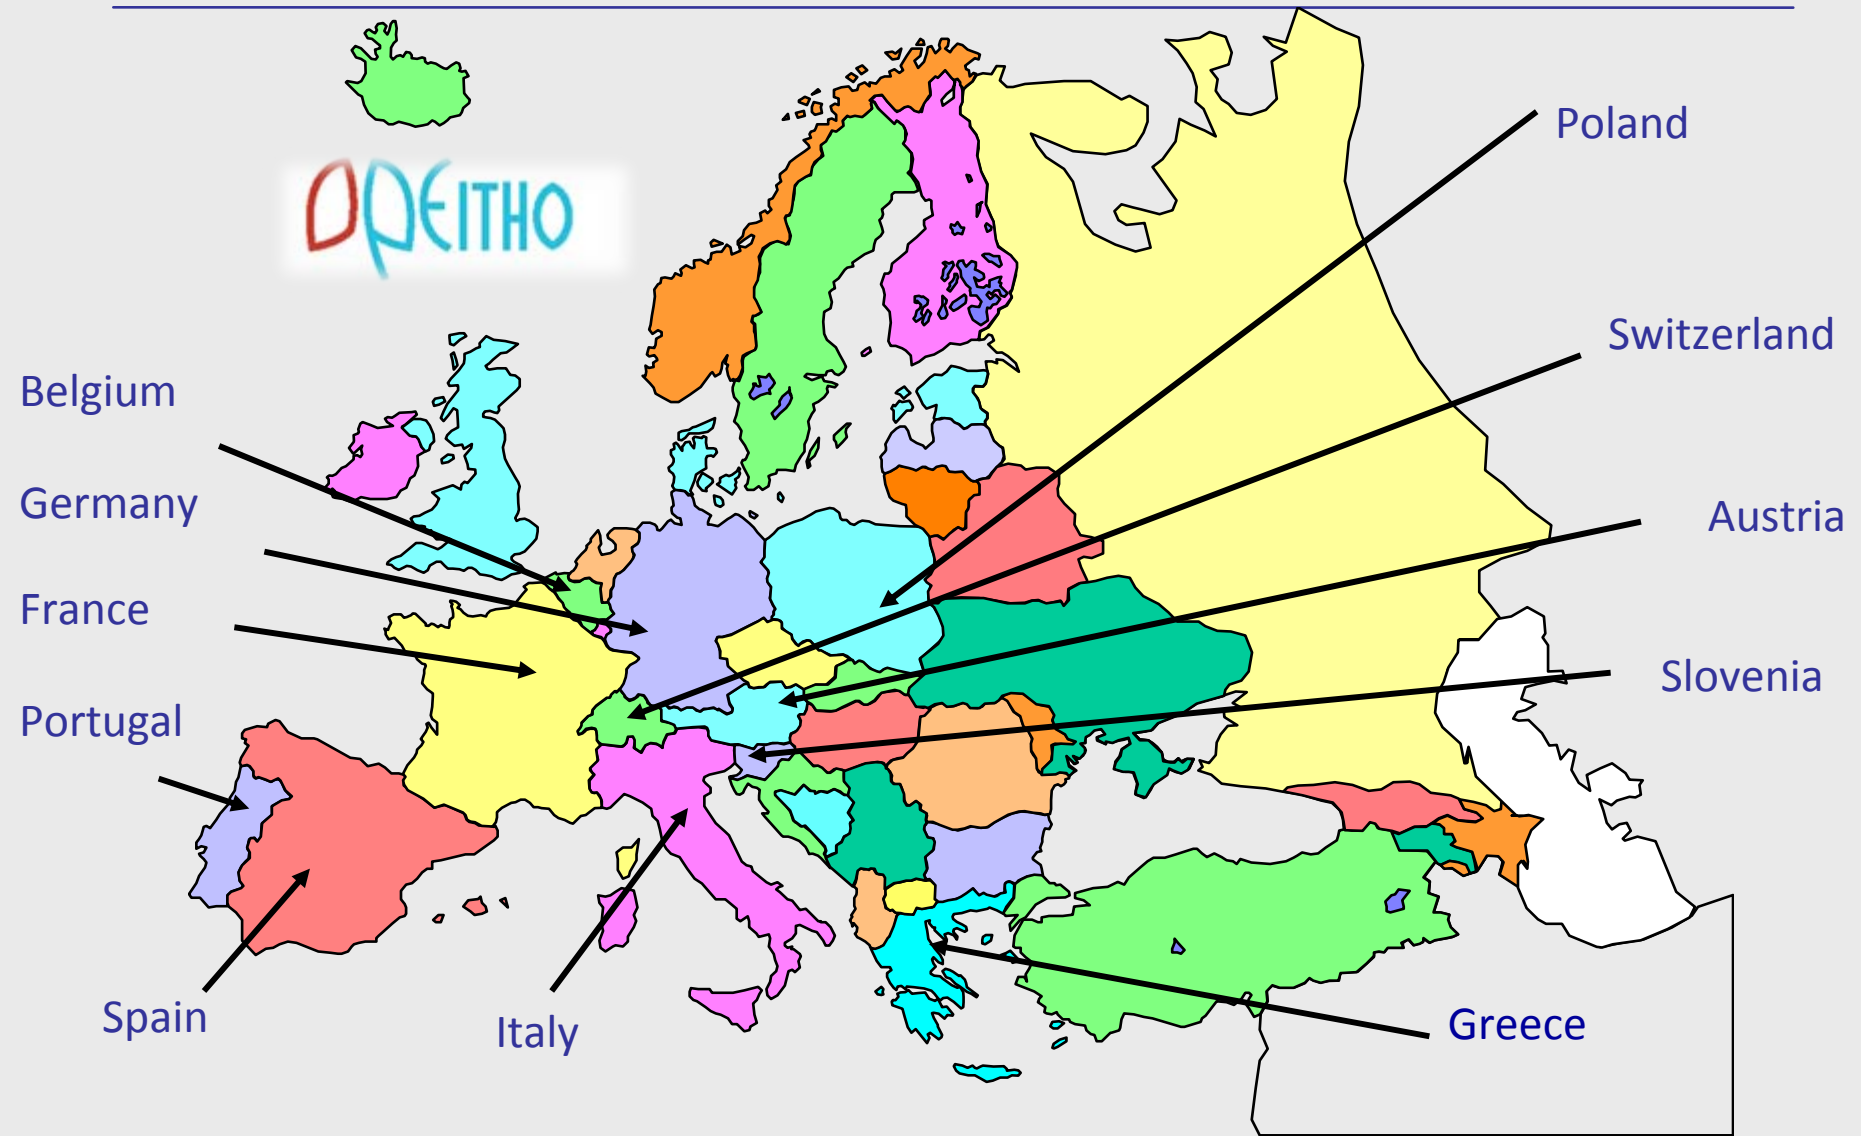 Poland
OPEITHO
Switzerland
Belgium
Germany
Austria
France
Slovenia
Portugal
Spain
Italy
Greece